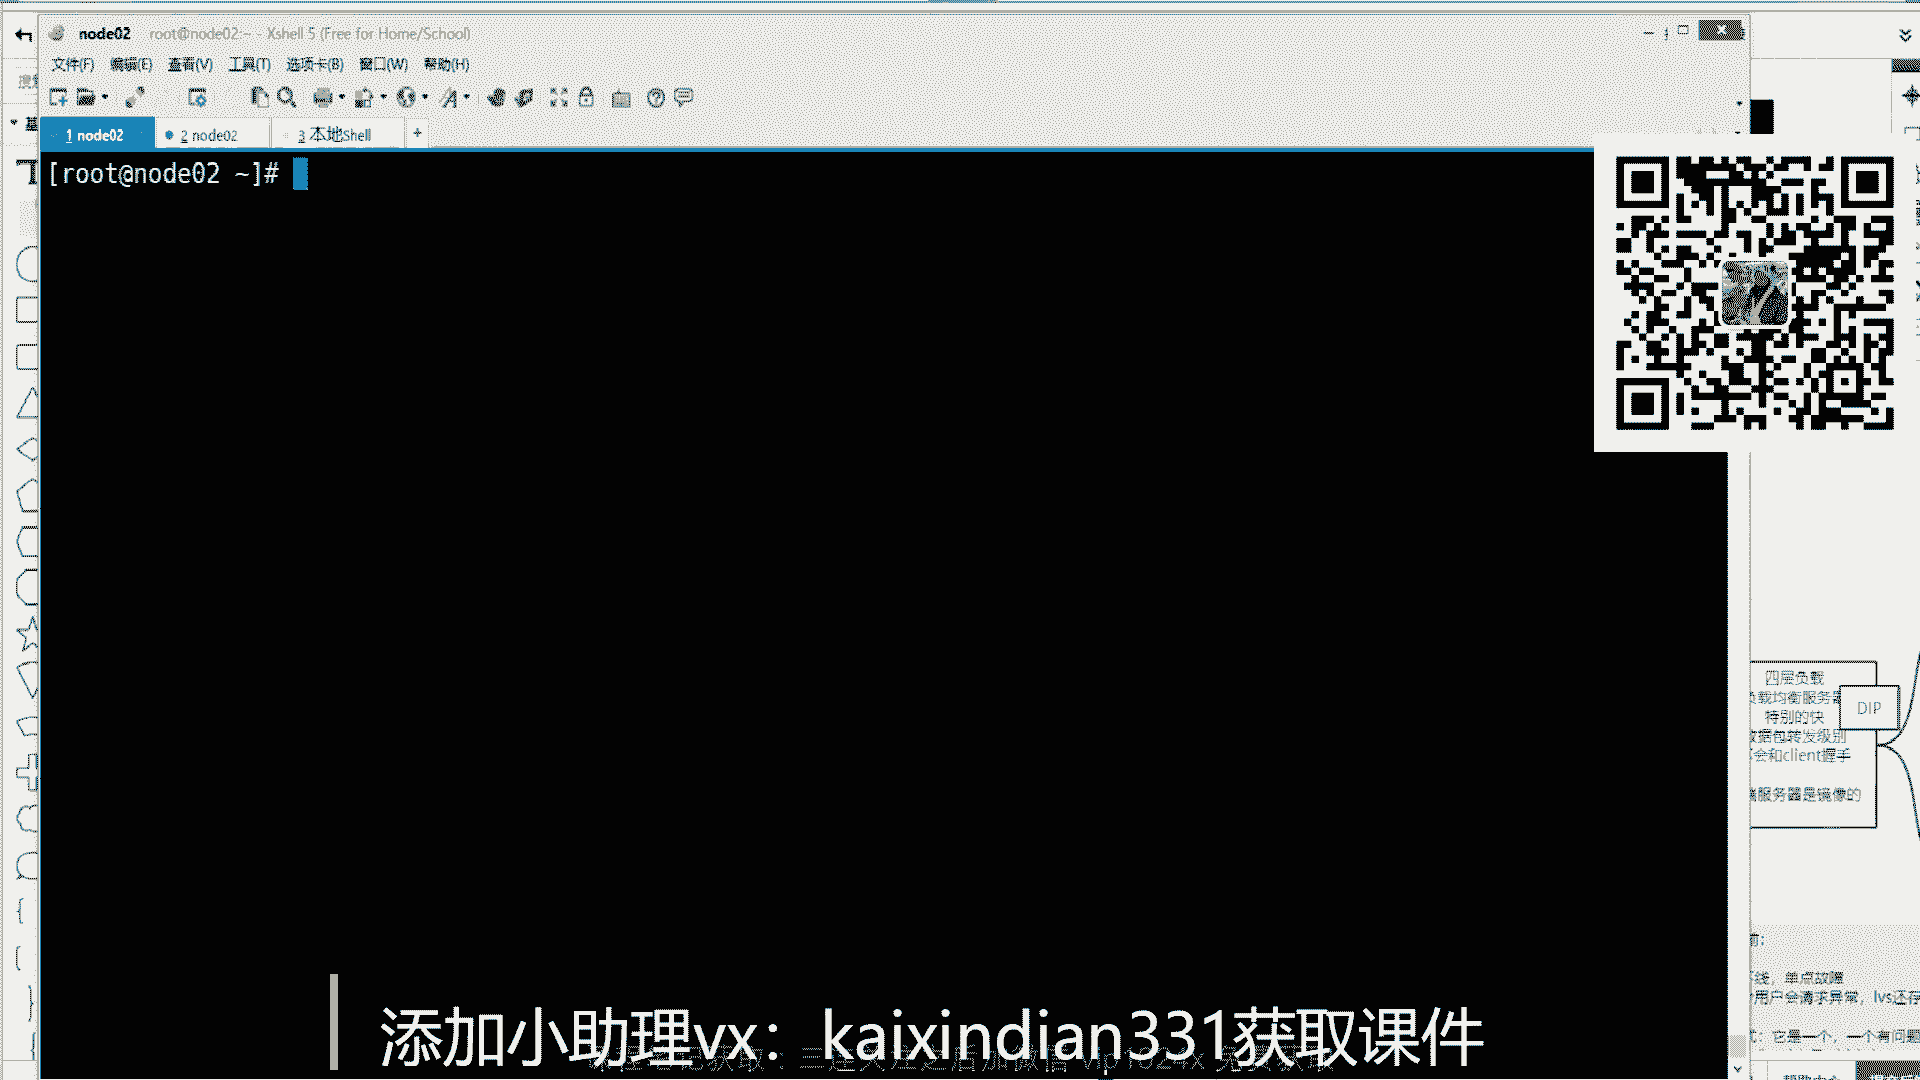 node02 root@node02:~ - Xshell 5 (Free for Home/School)
文件(F) 编辑(E) 查看(V) 工具(T) 选项卡(B) 窗口(W) 帮助(H)
1 node02 2 node02 3 本地Shell +
[root@node02 ~]#
四层负载
负载均衡服务器
特别的快
DIP
数据包转发级别
会和client握手
服务器是镜像的
单点故障
用户会请求异常，lvs还存
它是一个，一个有问题
添加小助理vx：kaixindian331获取课件